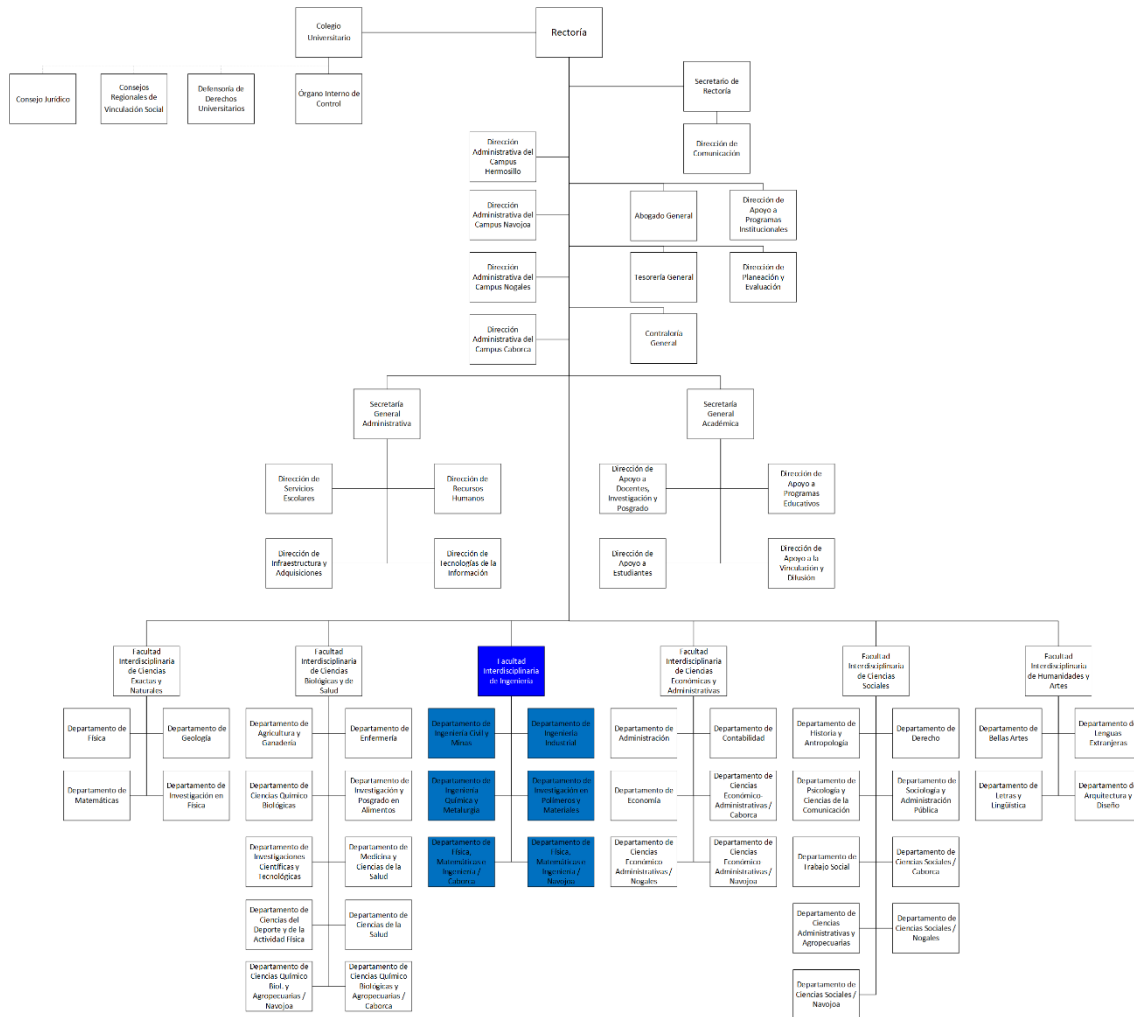 Colegio
Universitario
Rectoría
Consejo Jurídico
Consejos
Regionales de
Vinculación Social
Defensoría de
Derechos
Universitarios
Órgano Interno de
Control
Secretario de
Rectoría
Dirección de
Comunicación
Dirección
Administrativa del
Campus
Hermosillo
Dirección
Administrativa del
Campus Navojoa
Abogado General
Dirección de
Apoyo a
Programas
Institucionales
Dirección
Administrativa del
Campus Nogales
Tesorería General
Dirección de
Planeación y
Evaluación
Dirección
Administrativa del
Campus Caborca
Contraloría
General
Secretaría
General
Administrativa
Secretaría
General
Académica
Dirección de
Servicios
Escolares
Dirección de
Recursos
Humanos
Dirección de
Apoyo a
Docentes,
Investigación y
Posgrado
Dirección de
Apoyo a
Programas
Educativos
Dirección de
Infraestructura y
Adquisiciones
Dirección de
Tecnologías de la
Información
Dirección de
Apoyo a
Estudiantes
Dirección de
Apoyo a la
Vinculación y
Difusión
Facultad
Interdisciplinaria
de Ciencias
Exactas y
Naturales
Facultad
Interdisciplinaria
de Ciencias
Biológicas y de
Salud
Facultad
Interdisciplinaria
de Ingeniería
Facultad
Interdisciplinaria
de Ciencias
Económicas y
Administrativas
Facultad
Interdisciplinaria
de Ciencias
Sociales
Facultad
Interdisciplinaria
de Humanidades y
Artes
Departamento de
Física
Departamento de
Geología
Departamento de
Agricultura y
Ganadería
Departamento de
Enfermería
Departamento de
Ingeniería Civil y
Minas
Departamento de
Ingeniería
Industrial
Departamento de
Administración
Departamento de
Contabilidad
Departamento de
Historia y
Antropología
Departamento de
Derecho
Departamento de
Bellas Artes
Departamento de
Lenguas
Extranjeras
Departamento de
Matemáticas
Departamento de
Investigación en
Física
Departamento de
Ciencias Químico
Biológicas
Departamento de
Investigación y
Posgrado en
Alimentos
Departamento de
Ingeniería
Química y
Metalurgia
Departamento de
Investigación en
Polímeros y
Materiales
Departamento de
Economía
Departamento de
Ciencias
Económico-
Administrativas /
Caborca
Departamento de
Psicología y
Ciencias de la
Comunicación
Departamento de
Sociología y
Administración
Pública
Departamento de
Letras y
Lingüística
Departamento de
Arquitectura y
Diseño
Departamento de
Investigaciones
Científicas y
Tecnológicas
Departamento de
Medicina y
Ciencias de la
Salud
Departamento de
Física,
Matemáticas e
Ingeniería /
Caborca
Departamento de
Física,
Matemáticas e
Ingeniería /
Navojoa
Departamento de
Ciencias
Económico
Administrativas /
Nogales
Departamento de
Ciencias
Económico
Administrativas /
Navojoa
Departamento de
Trabajo Social
Departamento de
Ciencias Sociales /
Caborca
Departamento de
Ciencias del
Deporte y de la
Actividad Física
Departamento de
Ciencias de la
Salud
Departamento de
Ciencias
Administrativas y
Agropecuarias
Departamento de
Ciencias Sociales /
Nogales
Departamento de
Ciencias Químico
Biol. y
Agropecuarias /
Navojoa
Departamento de
Ciencias Químico
Biológicas y
Agropecuarias /
Caborca
Departamento de
Ciencias Sociales /
Navojoa